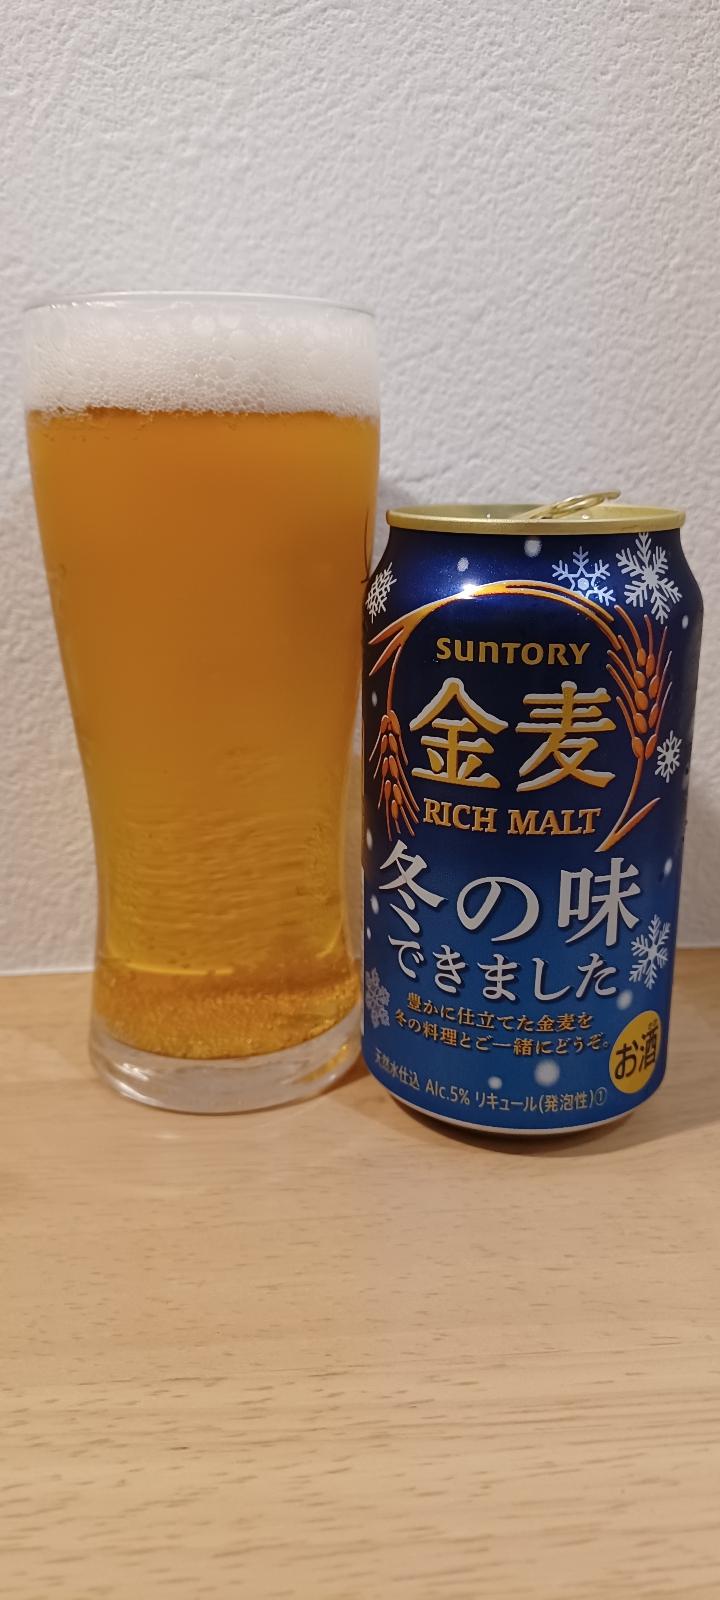 SUNTORY
金麦
RICH MALT
冬の味
できました
豊かに仕立てた金麦を
冬の料理とご一緒にどうぞ。
お酒
天然水仕込 Alc.5% リキュール(発泡性)①